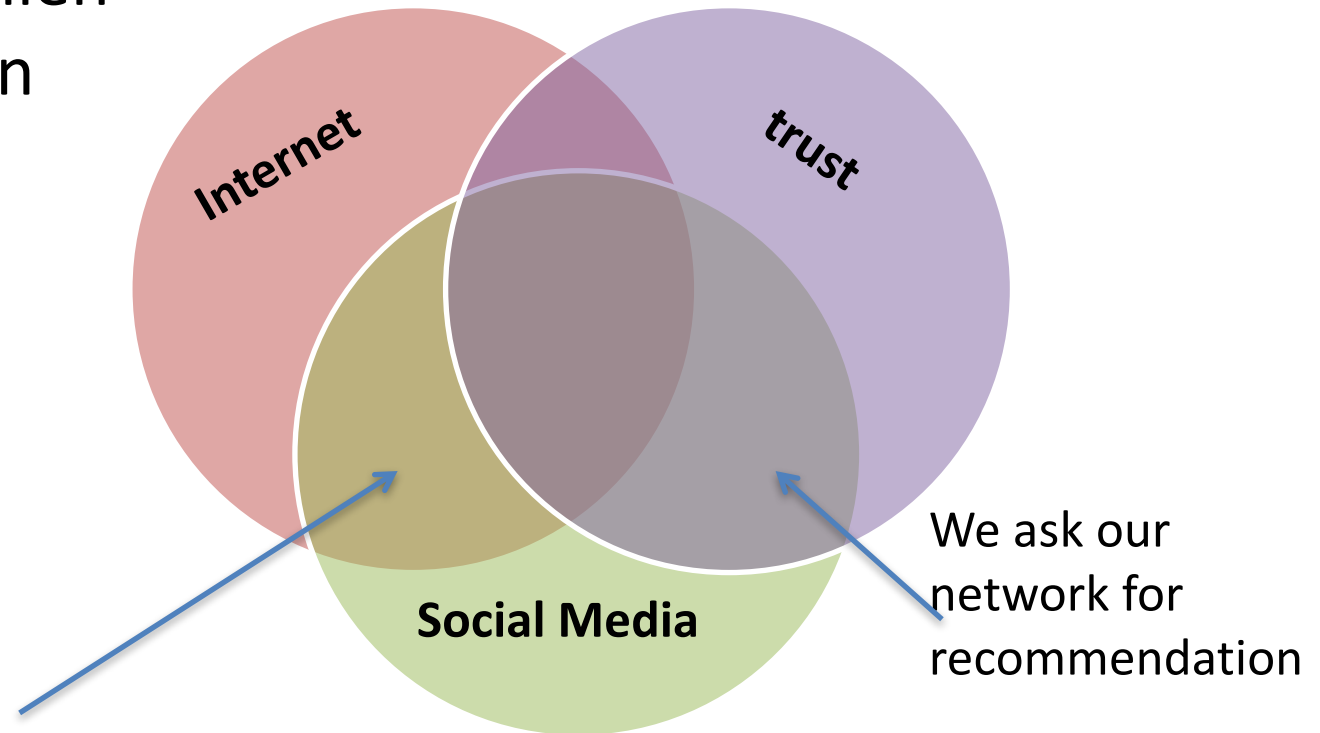 n
Internet
trust
We ask our
network for
recommendation
Social Media